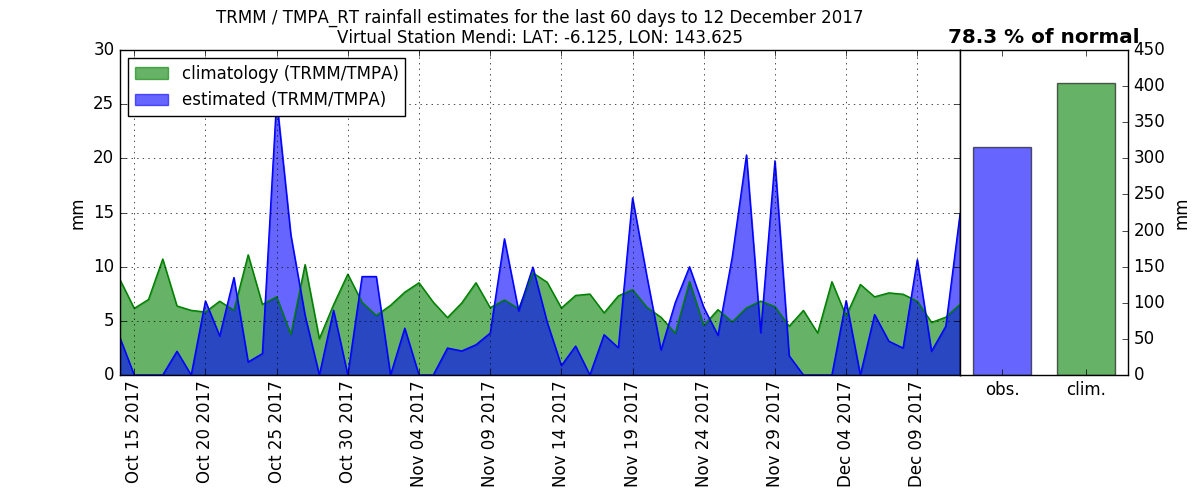 TRMM / TMPA_RT rainfall estimates for the last 60 days to 12 December 2017
Virtual Station Mendi: LAT: -6.125, LON: 143.625
78.3 % of normal
climatology (TRMM/TMPA)
estimated (TRMM/TMPA)
30
25
20
15
10
5
0
mm
Oct 15 2017
Oct 20 2017
Oct 25 2017
Oct 30 2017
Nov 04 2017
Nov 09 2017
Nov 14 2017
Nov 19 2017
Nov 24 2017
Nov 29 2017
Dec 04 2017
Dec 09 2017
450
400
350
300
250
200
150
100
50
0
mm
obs.
clim.